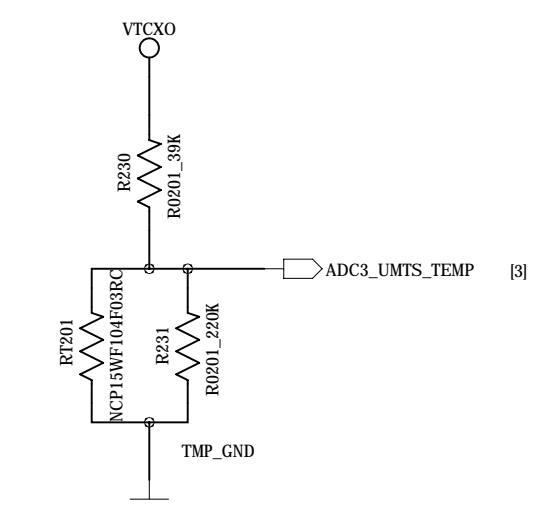 VTCXO
R230
R0201_39K
ADC3_UMTS_TEMP [3]
RT201
NCP15WF104F03RC
R231
R0201_220K
TMP_GND